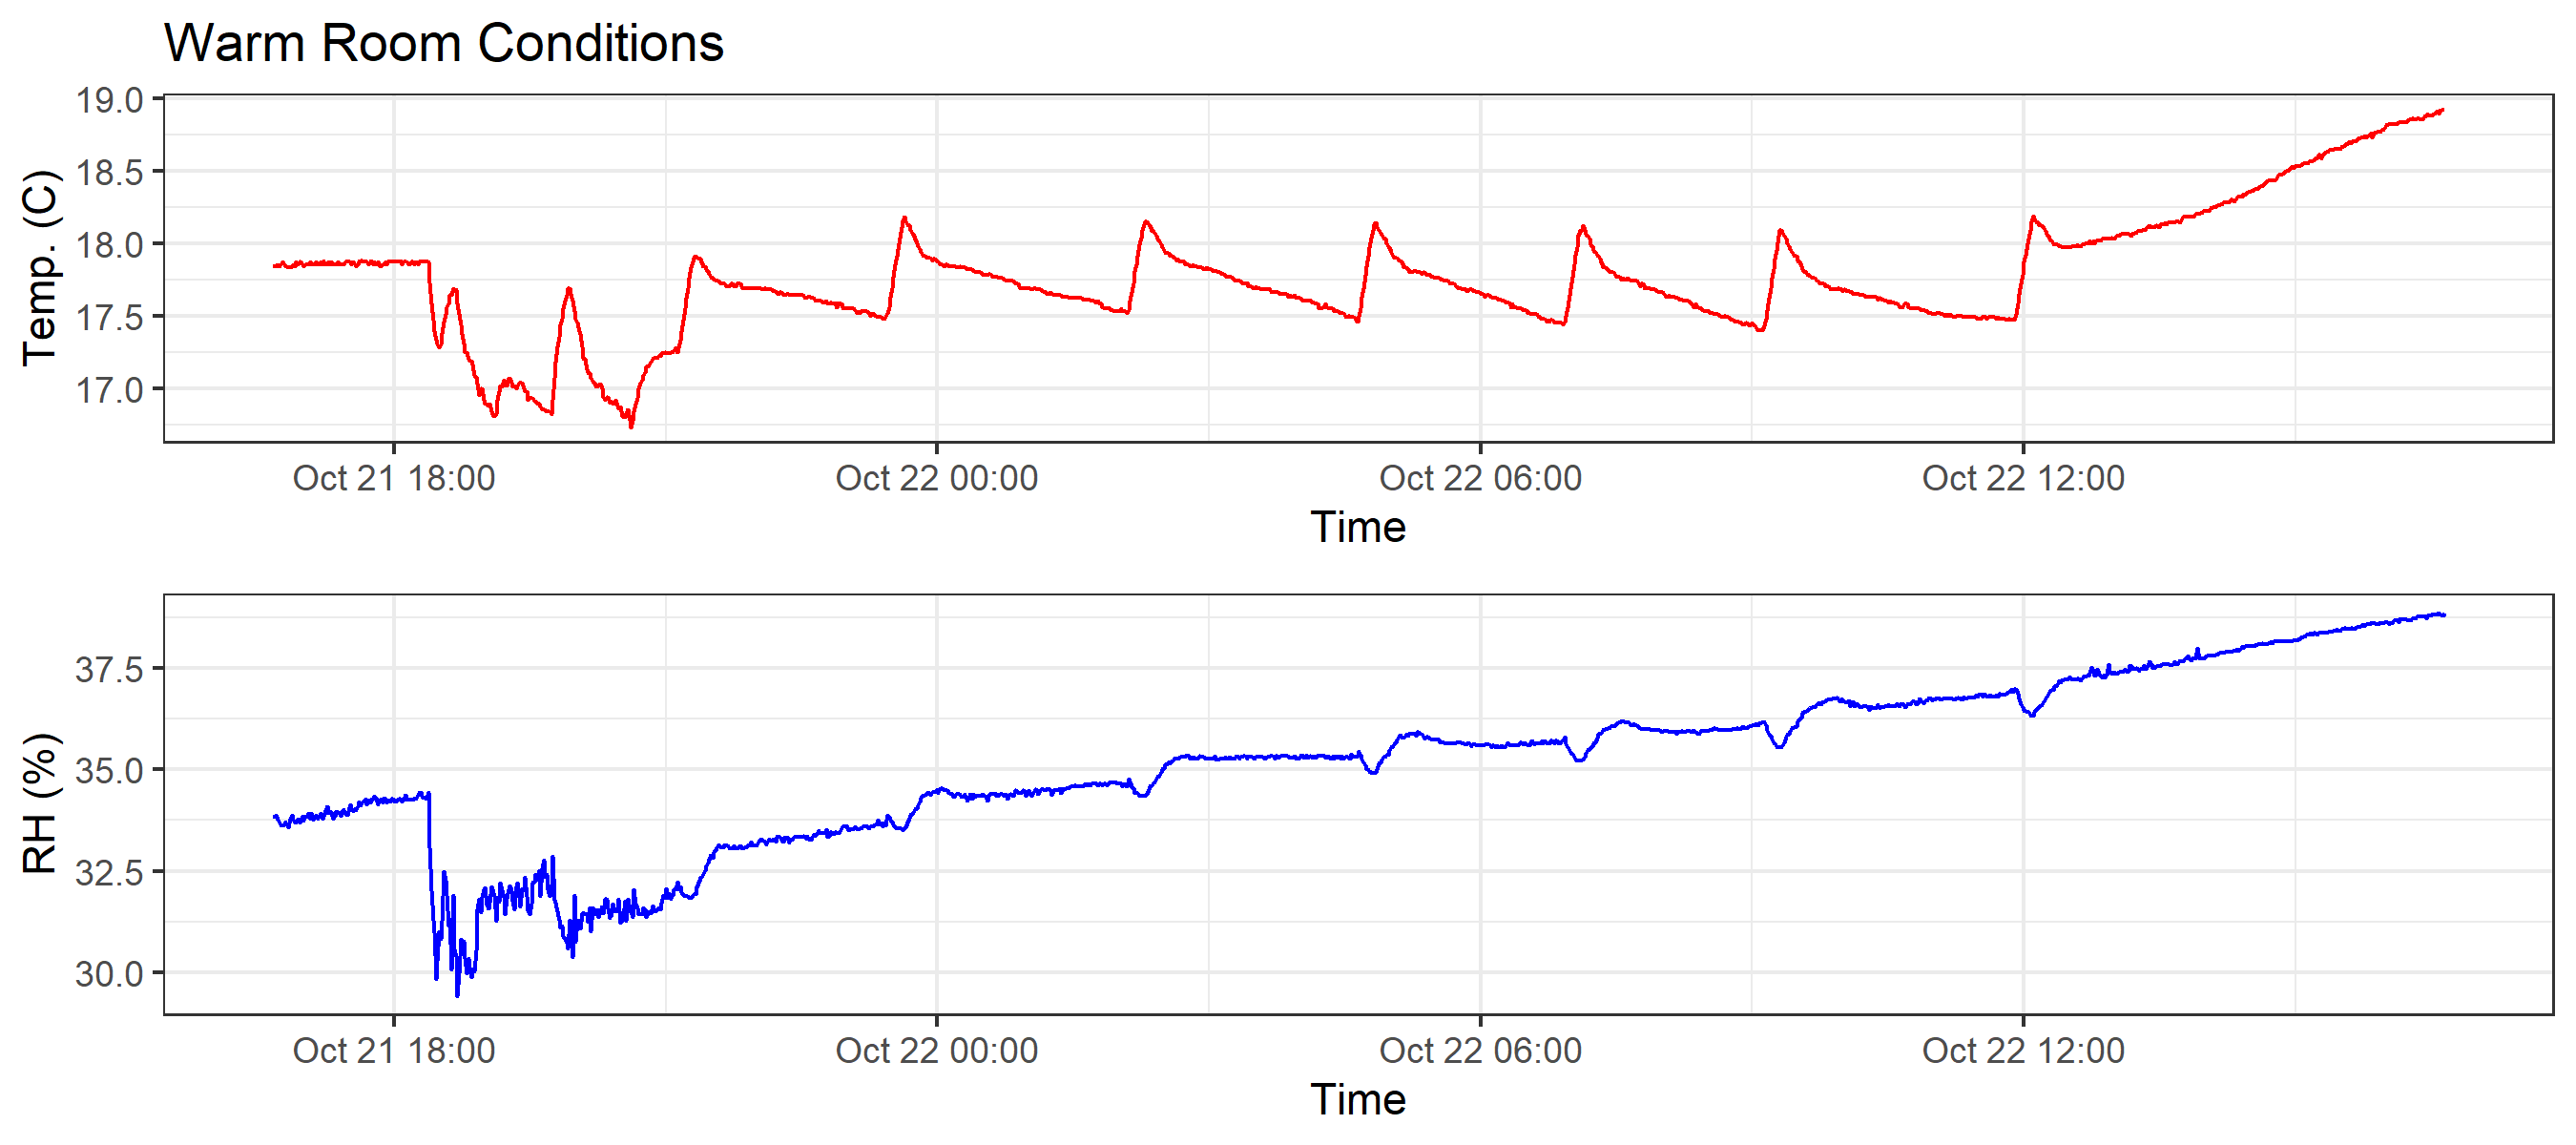 Warm Room Conditions
19.0
18.5
18.0
17.5
17.0
Temp. (C)
Oct 21 18:00 Oct 22 00:00 Oct 22 06:00 Oct 22 12:00
Time
37.5
35.0
32.5
30.0
RH (%)
Oct 21 18:00 Oct 22 00:00 Oct 22 06:00 Oct 22 12:00
Time